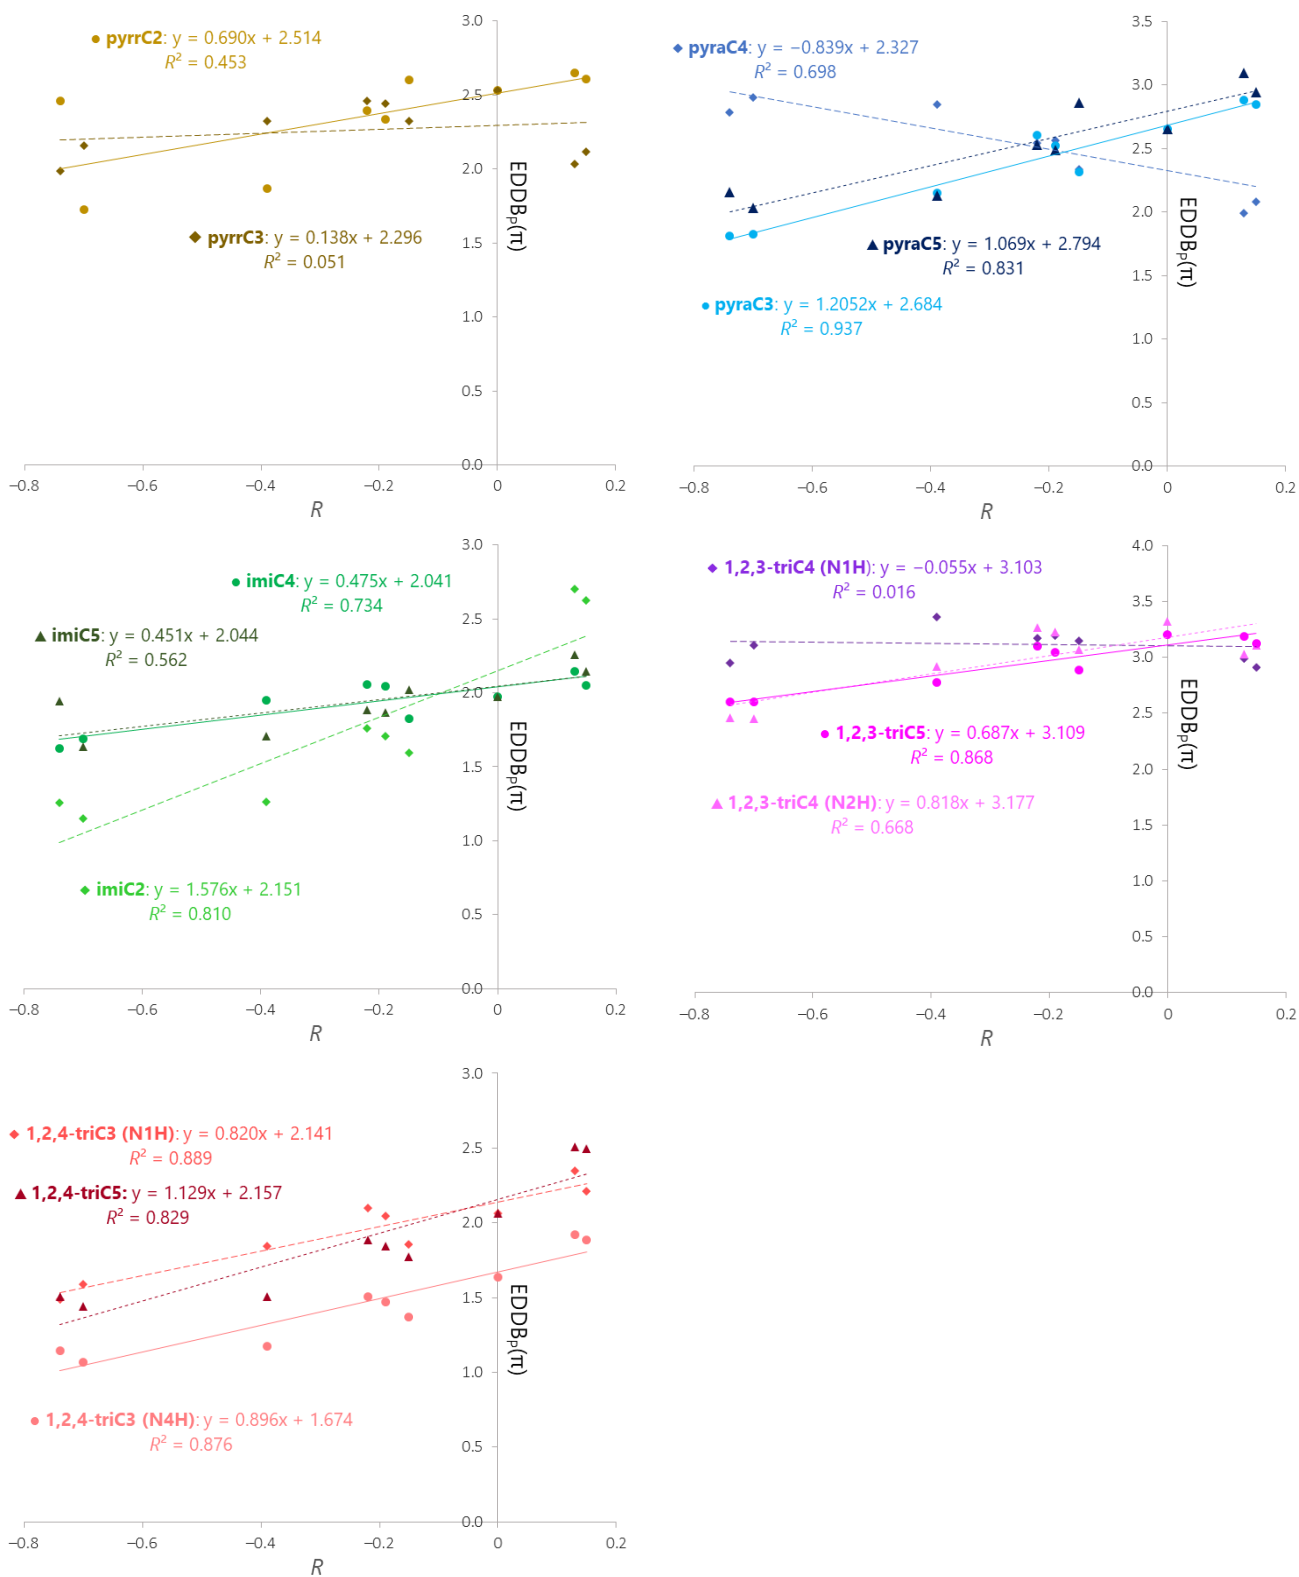 ● pyrrC2: y = 0.690x + 2.514
R² = 0.453
◆ pyrrC3: y = 0.138x + 2.296
R² = 0.051
3.0
2.5
2.0
1.5
1.0
0.5
0.0
EDDBₚ(π)
−0.8 −0.6 −0.4 −0.2 0 0.2
R
◆ pyraC4: y = −0.839x + 2.327
R² = 0.698
▲ pyraC5: y = 1.069x + 2.794
R² = 0.831
● pyraC3: y = 1.2052x + 2.684
R² = 0.937
3.5
3.0
2.5
2.0
1.5
1.0
0.5
0.0
EDDBₚ(π)
−0.8 −0.6 −0.4 −0.2 0 0.2
R
● imiC4: y = 0.475x + 2.041
R² = 0.734
▲ imiC5: y = 0.451x + 2.044
R² = 0.562
◆ imiC2: y = 1.576x + 2.151
R² = 0.810
3.0
2.5
2.0
1.5
1.0
0.5
0.0
EDDBₚ(π)
−0.8 −0.6 −0.4 −0.2 0 0.2
R
◆ 1,2,3-triC4 (N1H): y = −0.055x + 3.103
R² = 0.016
● 1,2,3-triC5: y = 0.687x + 3.109
R² = 0.868
▲ 1,2,3-triC4 (N2H): y = 0.818x + 3.177
R² = 0.668
4.0
3.5
3.0
2.5
2.0
1.5
1.0
0.5
0.0
EDDBₚ(π)
−0.8 −0.6 −0.4 −0.2 0 0.2
R
◆ 1,2,4-triC3 (N1H): y = 0.820x + 2.141
R² = 0.889
▲ 1,2,4-triC5: y = 1.129x + 2.157
R² = 0.829
● 1,2,4-triC3 (N4H): y = 0.896x + 1.674
R² = 0.876
3.0
2.5
2.0
1.5
1.0
0.5
0.0
EDDBₚ(π)
−0.8 −0.6 −0.4 −0.2 0 0.2
R